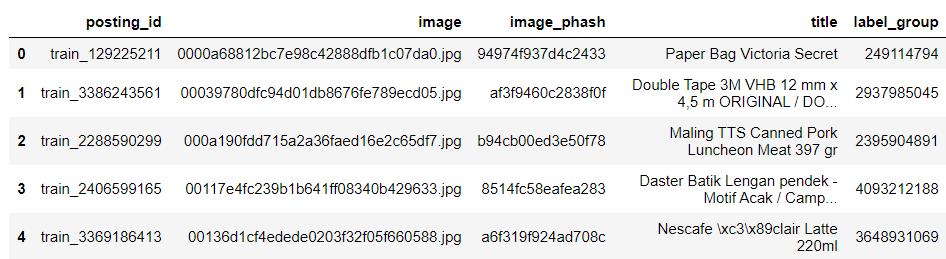 posting_id image image_phash title label_group
0 train_129225211 0000a68812bc7e98c42888dfb1c07da0.jpg 94974f937d4c2433 Paper Bag Victoria Secret 249114794
1 train_3386243561 00039780dfc94d01db8676fe789ecd05.jpg af3f9460c2838f0f Double Tape 3M VHB 12 mm x
4,5 m ORIGINAL / DO... 2937985045
2 train_2288590299 000a190fdd715a2a36faed16e2c65df7.jpg b94cb00ed3e50f78 Maling TTS Canned Pork
Luncheon Meat 397 gr 2395904891
3 train_2406599165 00117e4fc239b1b641ff08340b429633.jpg 8514fc58eafea283 Daster Batik Lengan pendek -
Motif Acak / Camp... 4093212188
4 train_3369186413 00136d1cf4edede0203f32f05f660588.jpg a6f319f924ad708c Nescafe \xc3\x89clair Latte
220ml 3648931069